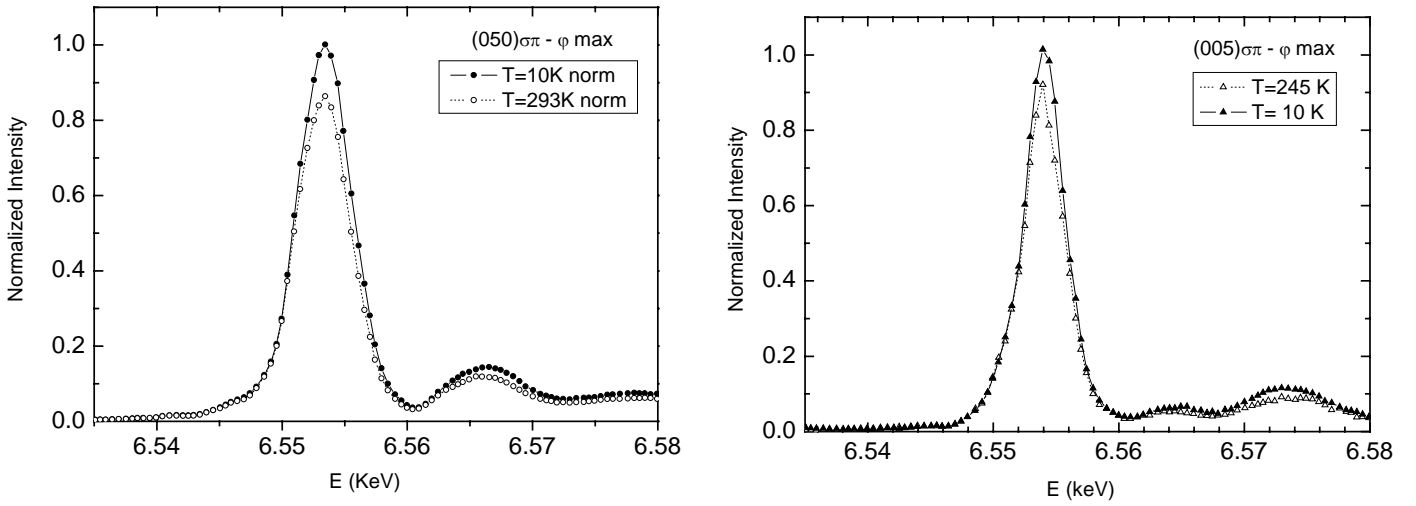 (050)σπ - φ max
T=10K norm
T=293K norm
Normalized Intensity
1.0
0.8
0.6
0.4
0.2
0.0
6.54 6.55 6.56 6.57 6.58
E (KeV)
(005)σπ - φ max
T=245 K
T= 10 K
Normalized Intensity
1.0
0.8
0.6
0.4
0.2
0.0
6.54 6.55 6.56 6.57 6.58
E (keV)